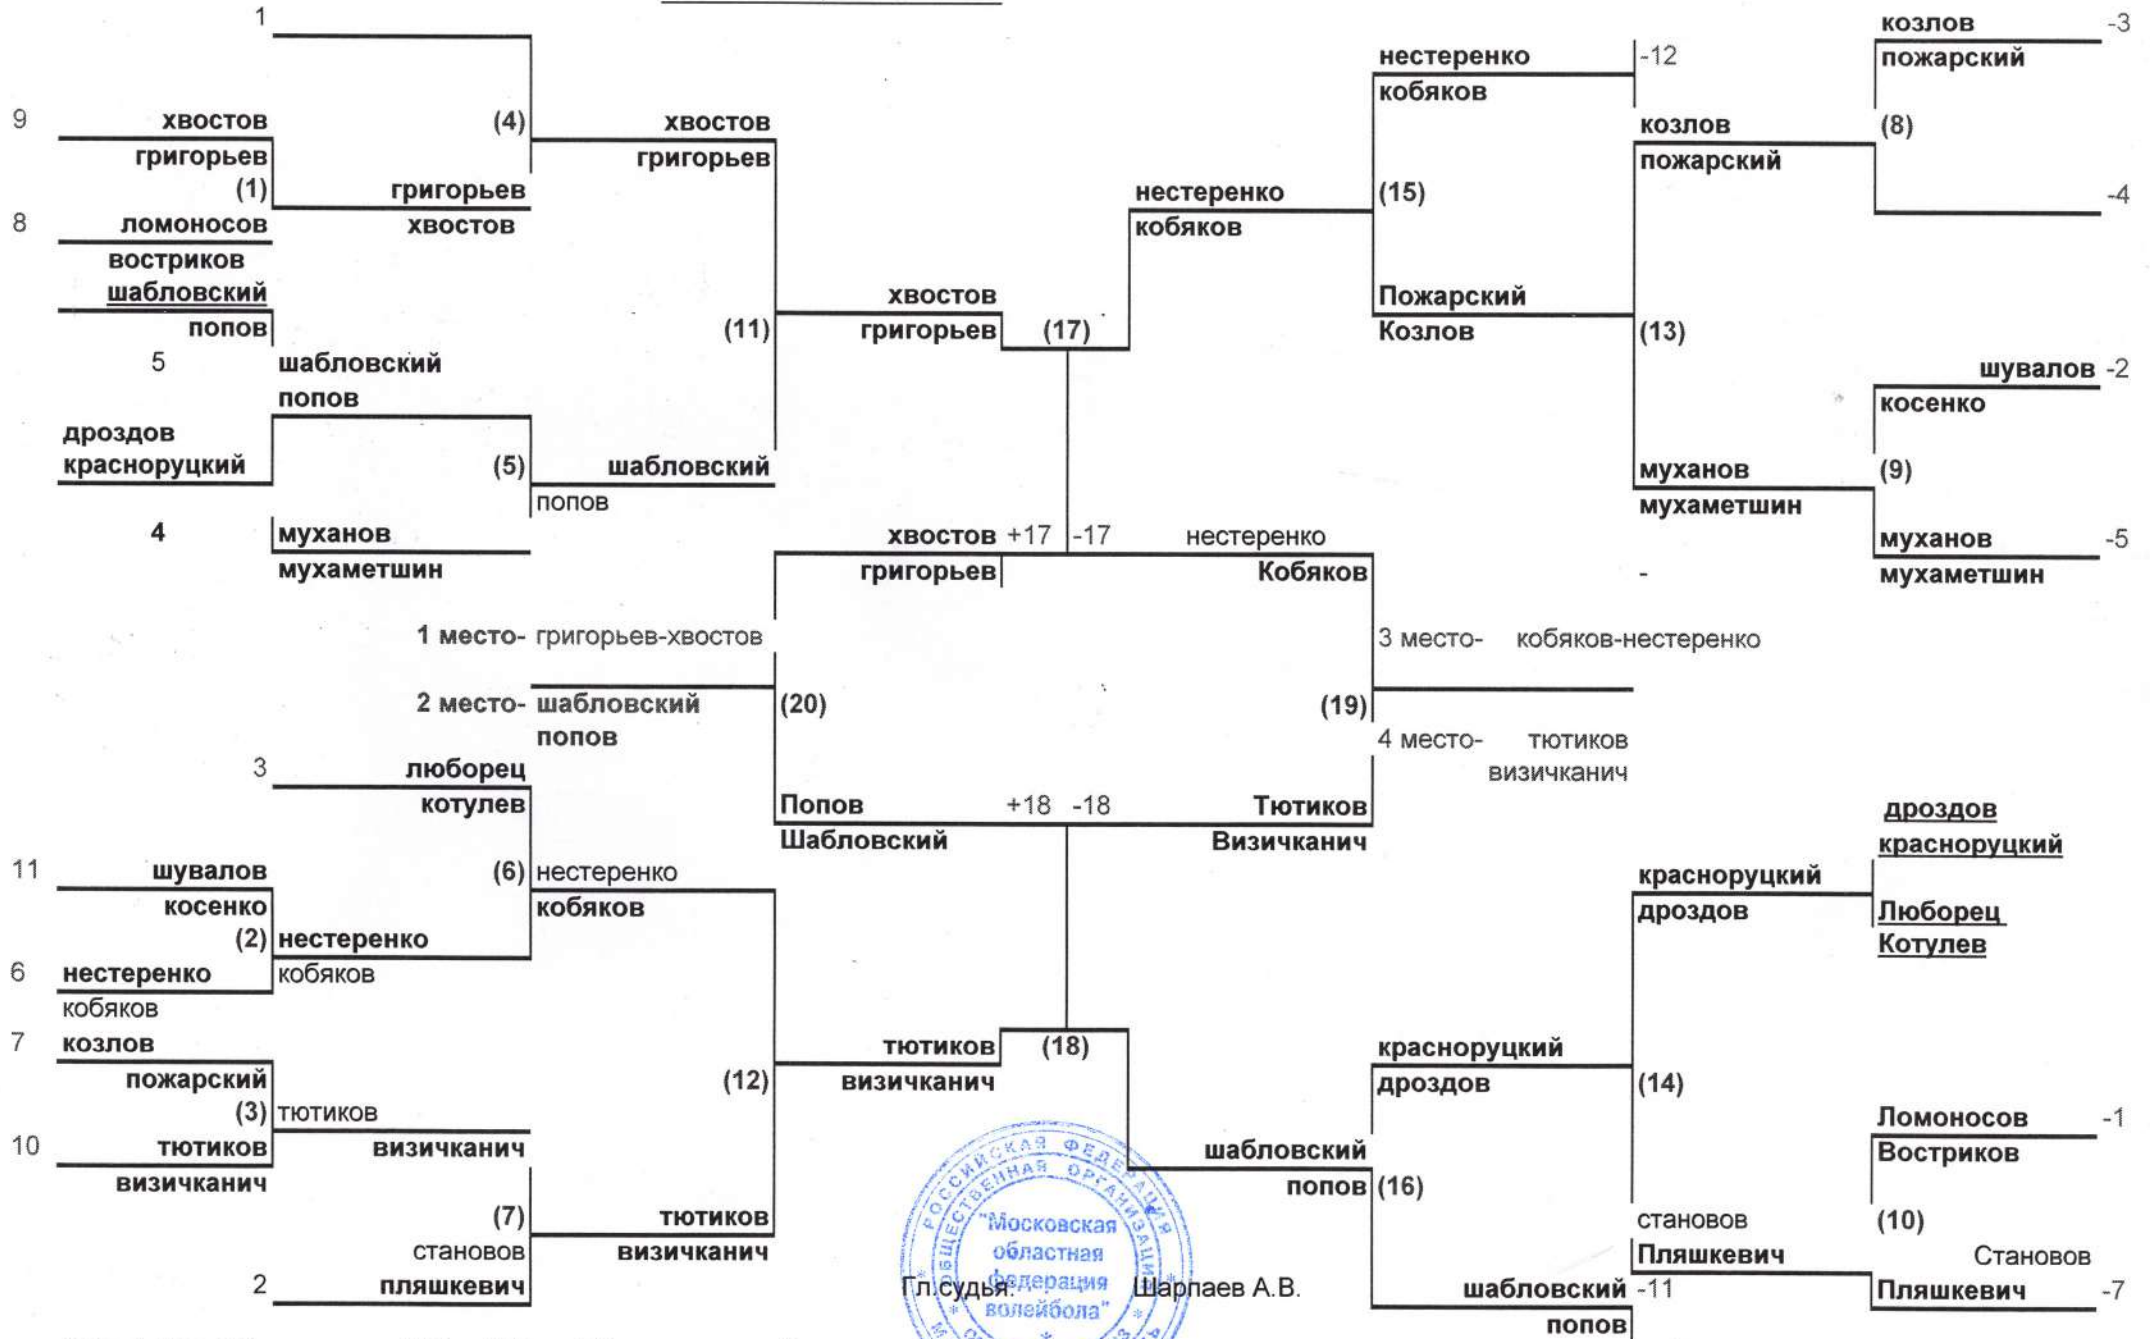 1
козлов -3
нестеренко -12
пожарский
кобяков
9 хвостов (4) хвостов
козлов (8)
григорьев григорьев
пожарский
(1) григорьев
нестеренко (15) -4
8 ломоносов хвостов
кобяков
востриков
шабловский
хвостов
Пожарский
попов (11) григорьев (17)
Козлов (13)
5 шабловский
шувалов -2
попов
косенко
дроздов
красноруцкий (5) шабловский
муханов (9)
попов
мухаметшин
4 муханов
хвостов +17 -17 нестеренко
муханов -5
мухаметшин
григорьев Кобяков
-
мухаметшин
1 место- григорьев-хвостов
3 место- кобяков-нестеренко
2 место- шабловский (20) (19)
попов
4 место- тютиков
визичканич
3 люборец
котулев
Попов +18 -18 Тютиков
дроздов
Шабловский Визичканич
красноруцкий
11 шувалов (6) нестеренко
красноруцкий
косенко кобяков
дроздов Люборец
(2) нестеренко
Котулев
6 нестеренко кобяков
кобяков
7 козлов
тютиков (18)
красноруцкий
пожарский (12) визичканич
дроздов (14)
(3) тютиков
Ломоносов -1
10 тютиков визичканич
шабловский
Востриков
визичканич
попов (16)
(7) тютиков
становов (10)
становов визичканич
Пляшкевич Становов
2 пляшкевич
Гл.судья: Шарпаев А.В.
шабловский -11
Пляшкевич -7
попов
РОССИЙСКАЯ ФЕДЕРАЦИЯ
ОБЩЕСТВЕННАЯ ОРГАНИЗАЦИЯ
"Московская
областная
федерация
волейбола"